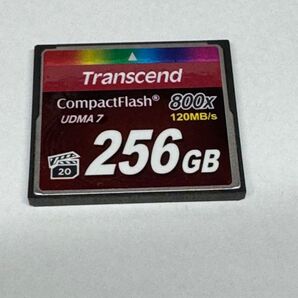 Transcend
CompactFlash® 800x
UDMA 7 120MB/s
20 256GB